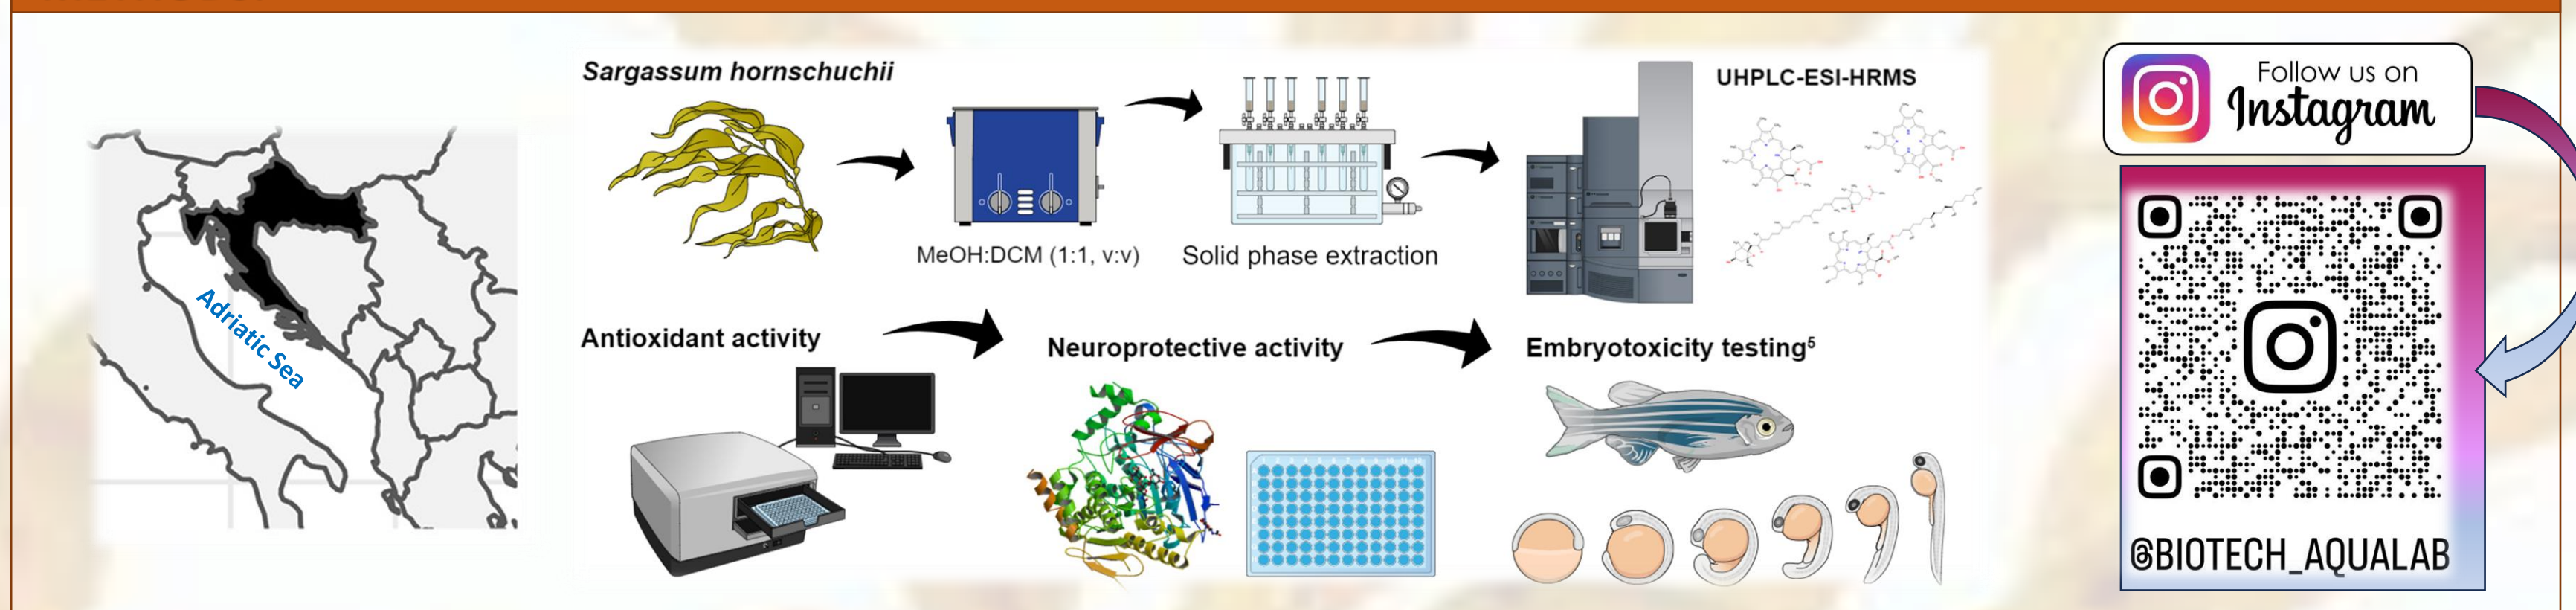 Adriatic Sea
Sargassum hornschuchii
MeOH:DCM (1:1, v:v)
Solid phase extraction
UHPLC-ESI-HRMS
Antioxidant activity
Neuroprotective activity
Embryotoxicity testing⁵
Follow us on
Instagram
@BIOTECH_AQUALAB